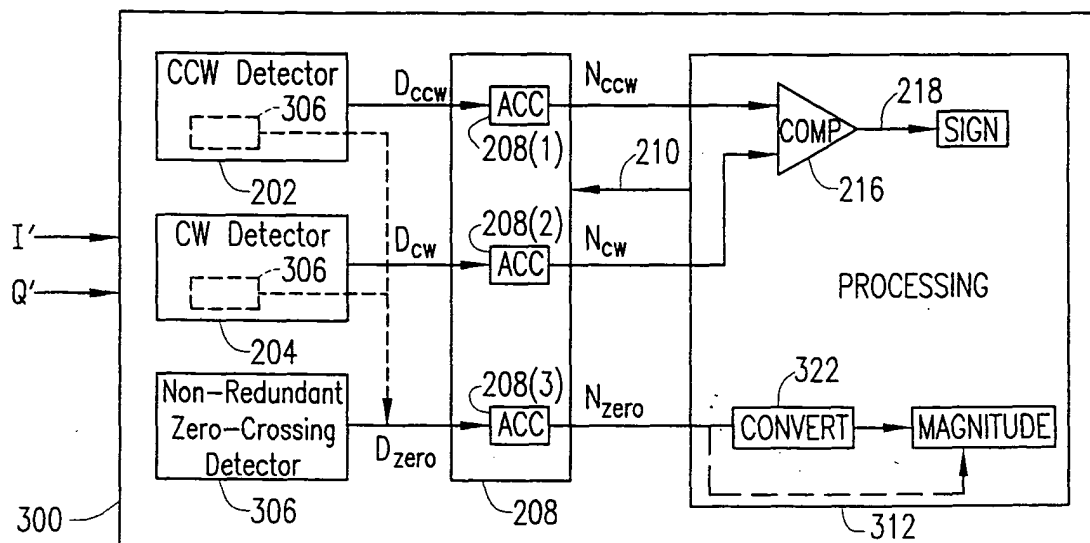 CCW Detector
306
202
D_ccw
ACC
208(1)
N_ccw
COMP
216
218
SIGN
210
I'
Q'
CW Detector
306
204
D_cw
208(2)
ACC
N_cw
PROCESSING
Non-Redundant
Zero-Crossing
Detector
306
D_zero
208(3)
ACC
208
N_zero
322
CONVERT
MAGNITUDE
312
300